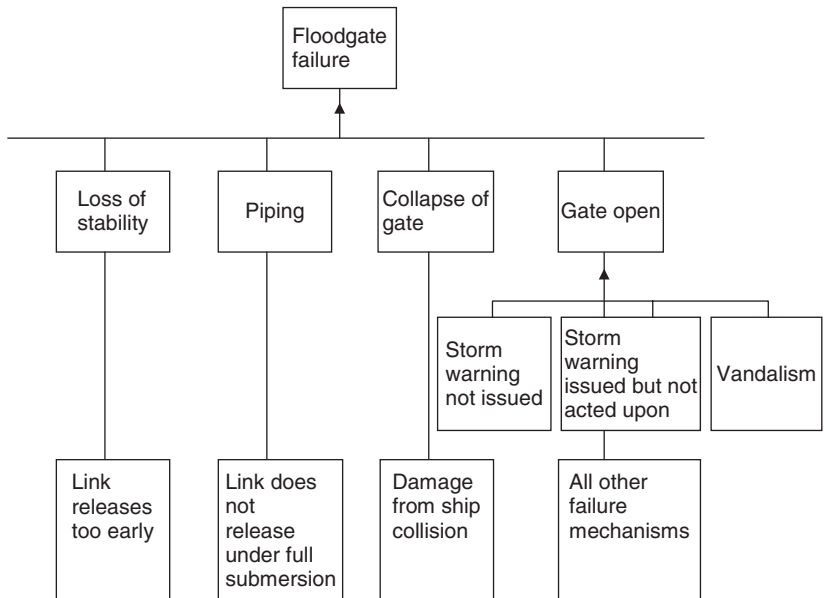 Floodgate
failure
Loss of
stability
Piping
Collapse of
gate
Gate open
Storm
warning
not issued
Storm
warning
issued but not
acted upon
Vandalism
Link
releases
too early
Link does
not
release
under full
submersion
Damage
from ship
collision
All other
failure
mechanisms